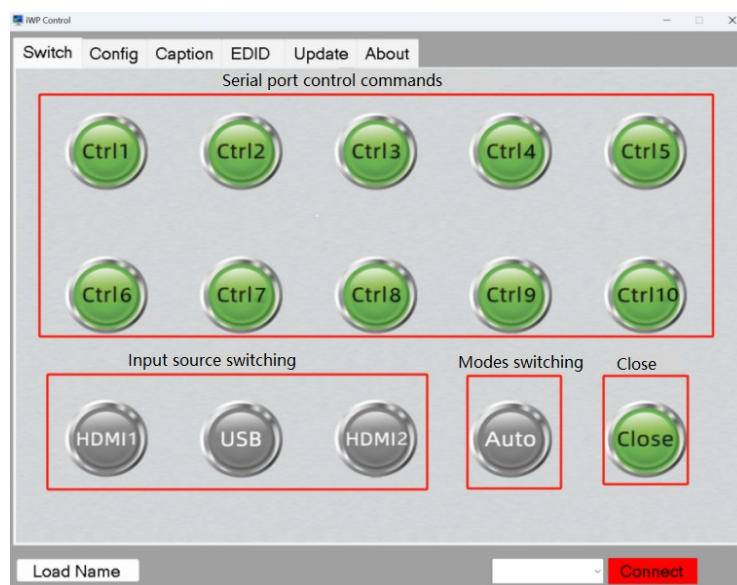 iWP Control
Switch Config Caption EDID Update About
Serial port control commands
Ctrl1 Ctrl2 Ctrl3 Ctrl4 Ctrl5
Ctrl6 Ctrl7 Ctrl8 Ctrl9 Ctrl10
Input source switching Modes switching Close
HDMI1 USB HDMI2 Auto Close
Load Name Connect